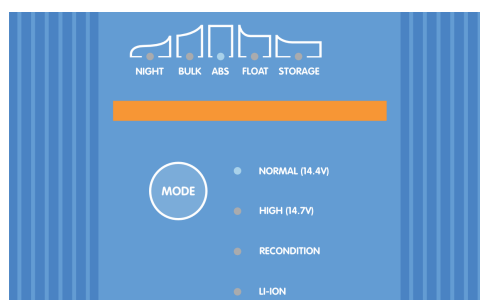 NIGHT BULK ABS FLOAT STORAGE
MODE
NORMAL (14.4V)
HIGH (14.7V)
RECONDITION
LI-ION